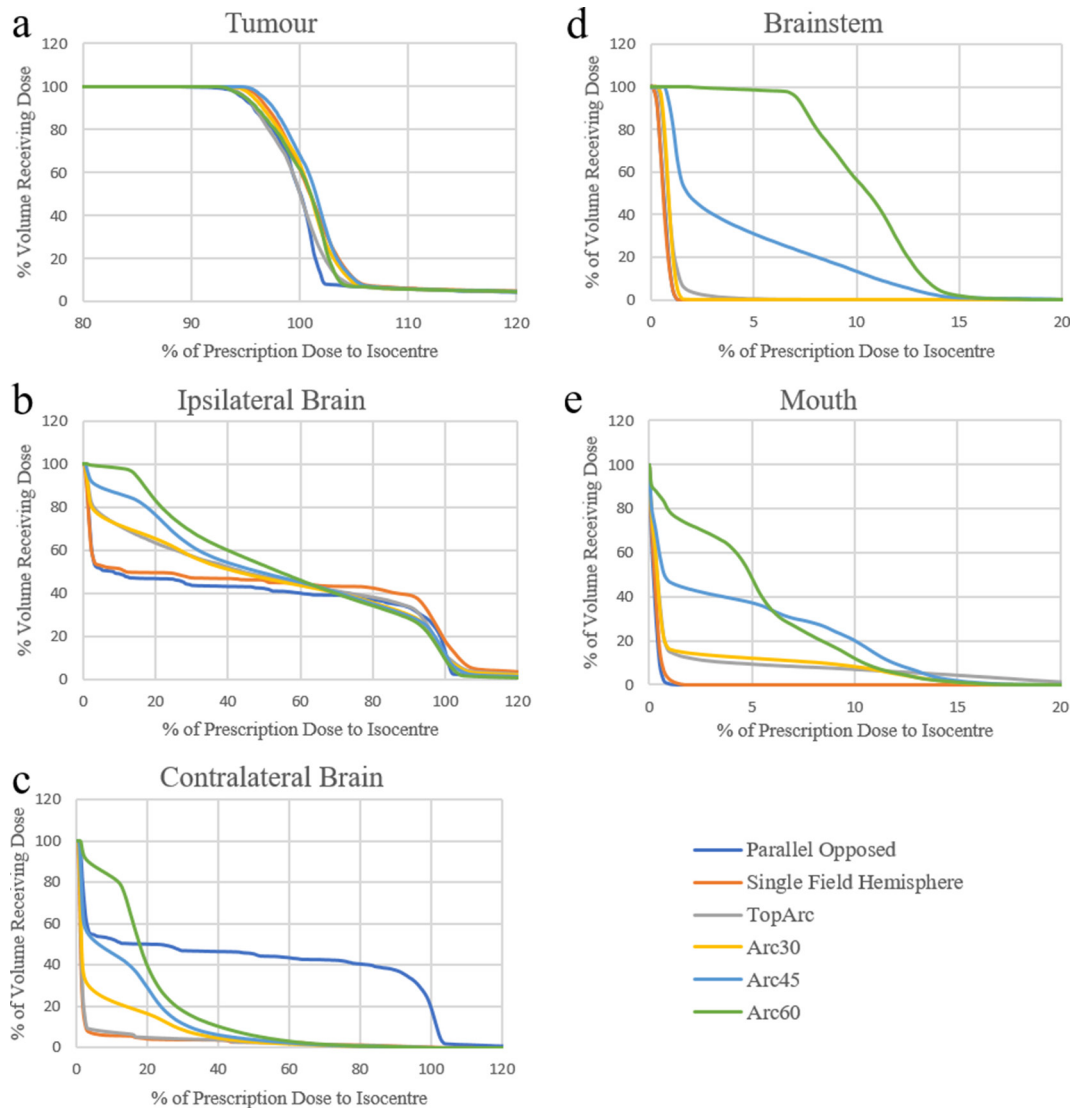 a
Tumour
% Volume Receiving Dose
120
100
80
60
40
20
0
80 90 100 110 120
% of Prescription Dose to Isocentre
d
Brainstem
% of Volume Receiving Dose
120
100
80
60
40
20
0
0 5 10 15 20
% of Prescription Dose to Isocentre
b
Ipsilateral Brain
% Volume Receiving Dose
120
100
80
60
40
20
0
0 20 40 60 80 100 120
% of Prescription Dose to Isocentre
e
Mouth
% of Volume Receiving Dose
120
100
80
60
40
20
0
0 5 10 15 20
% of Prescription Dose to Isocentre
c
Contralateral Brain
% of Volume Receiving Dose
120
100
80
60
40
20
0
0 20 40 60 80 100 120
% of Prescription Dose to Isocentre
Parallel Opposed
Single Field Hemisphere
TopArc
Arc30
Arc45
Arc60